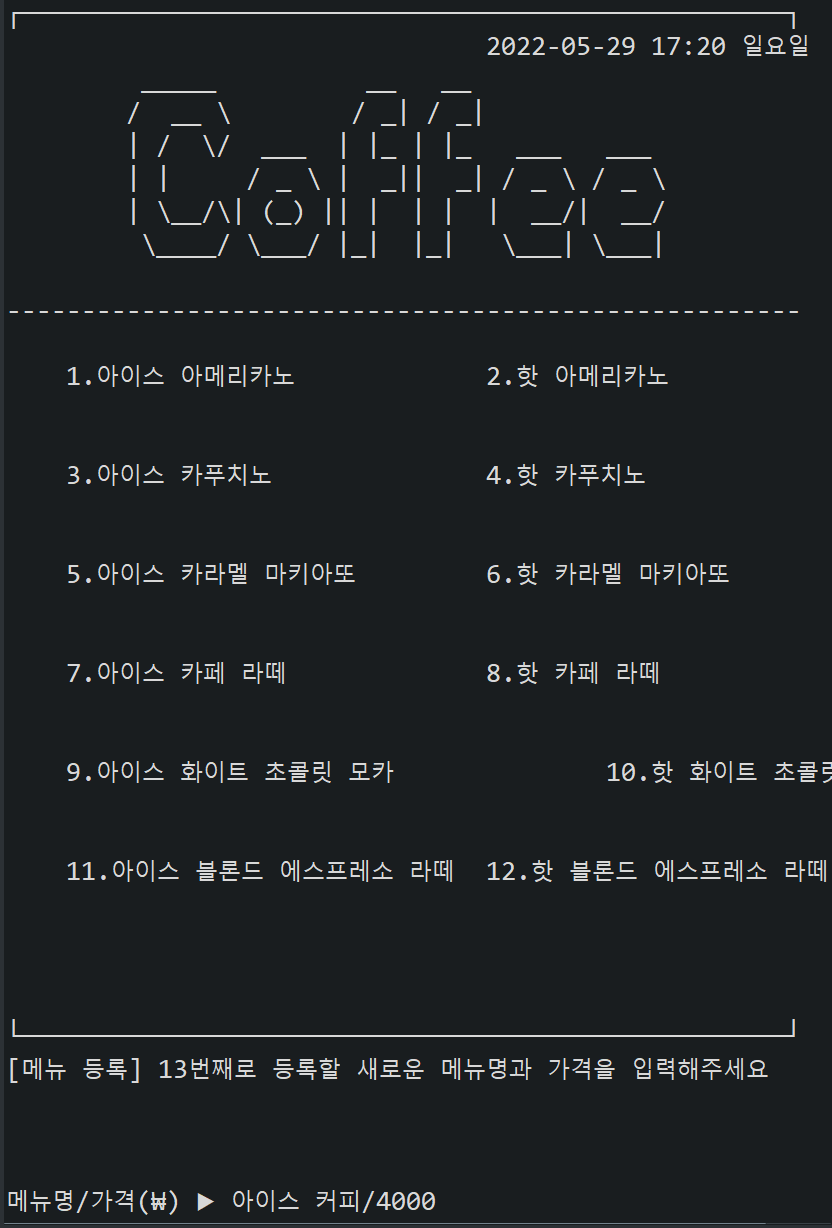 2022-05-29 17:20 일요일
Coffee
1.아이스 아메리카노 2.핫 아메리카노
3.아이스 카푸치노 4.핫 카푸치노
5.아이스 카라멜 마키아또 6.핫 카라멜 마키아또
7.아이스 카페 라떼 8.핫 카페 라떼
9.아이스 화이트 초콜릿 모카 10.핫 화이트 초콜릿
11.아이스 블론드 에스프레소 라떼 12.핫 블론드 에스프레소 라떼
[메뉴 등록] 13번째로 등록할 새로운 메뉴명과 가격을 입력해주세요
메뉴명/가격(₩) ▶ 아이스 커피/4000